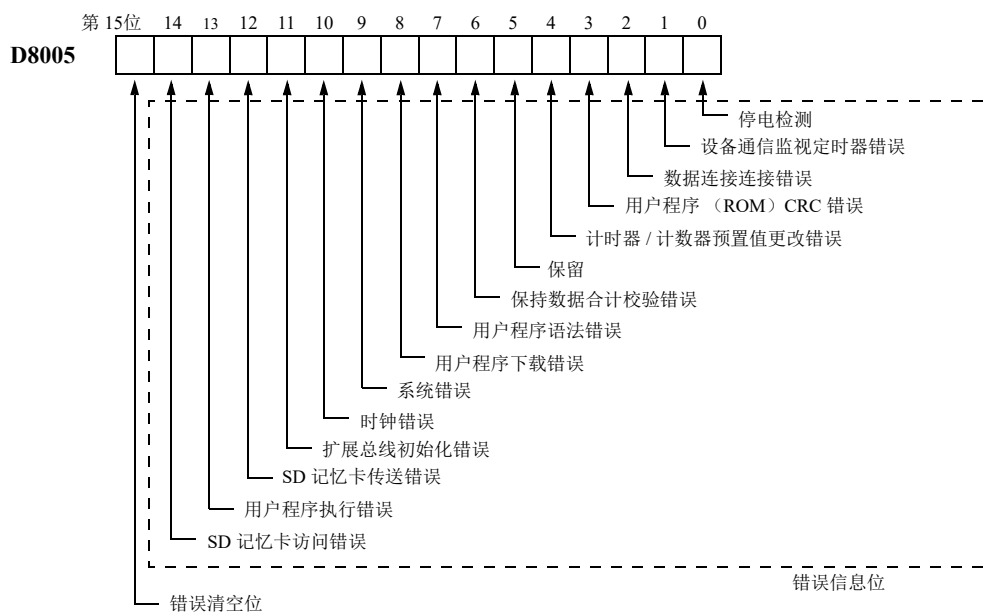 第 15位 14 13 12 11 10 9 8 7 6 5 4 3 2 1 0
D8005
停电检测
设备通信监视定时器错误
数据连接连接错误
用户程序 （ROM）CRC 错误
计时器 / 计数器预置值更改错误
保留
保持数据合计校验错误
用户程序语法错误
用户程序下载错误
系统错误
时钟错误
扩展总线初始化错误
SD 记忆卡传送错误
用户程序执行错误
SD 记忆卡访问错误
错误信息位
错误清空位